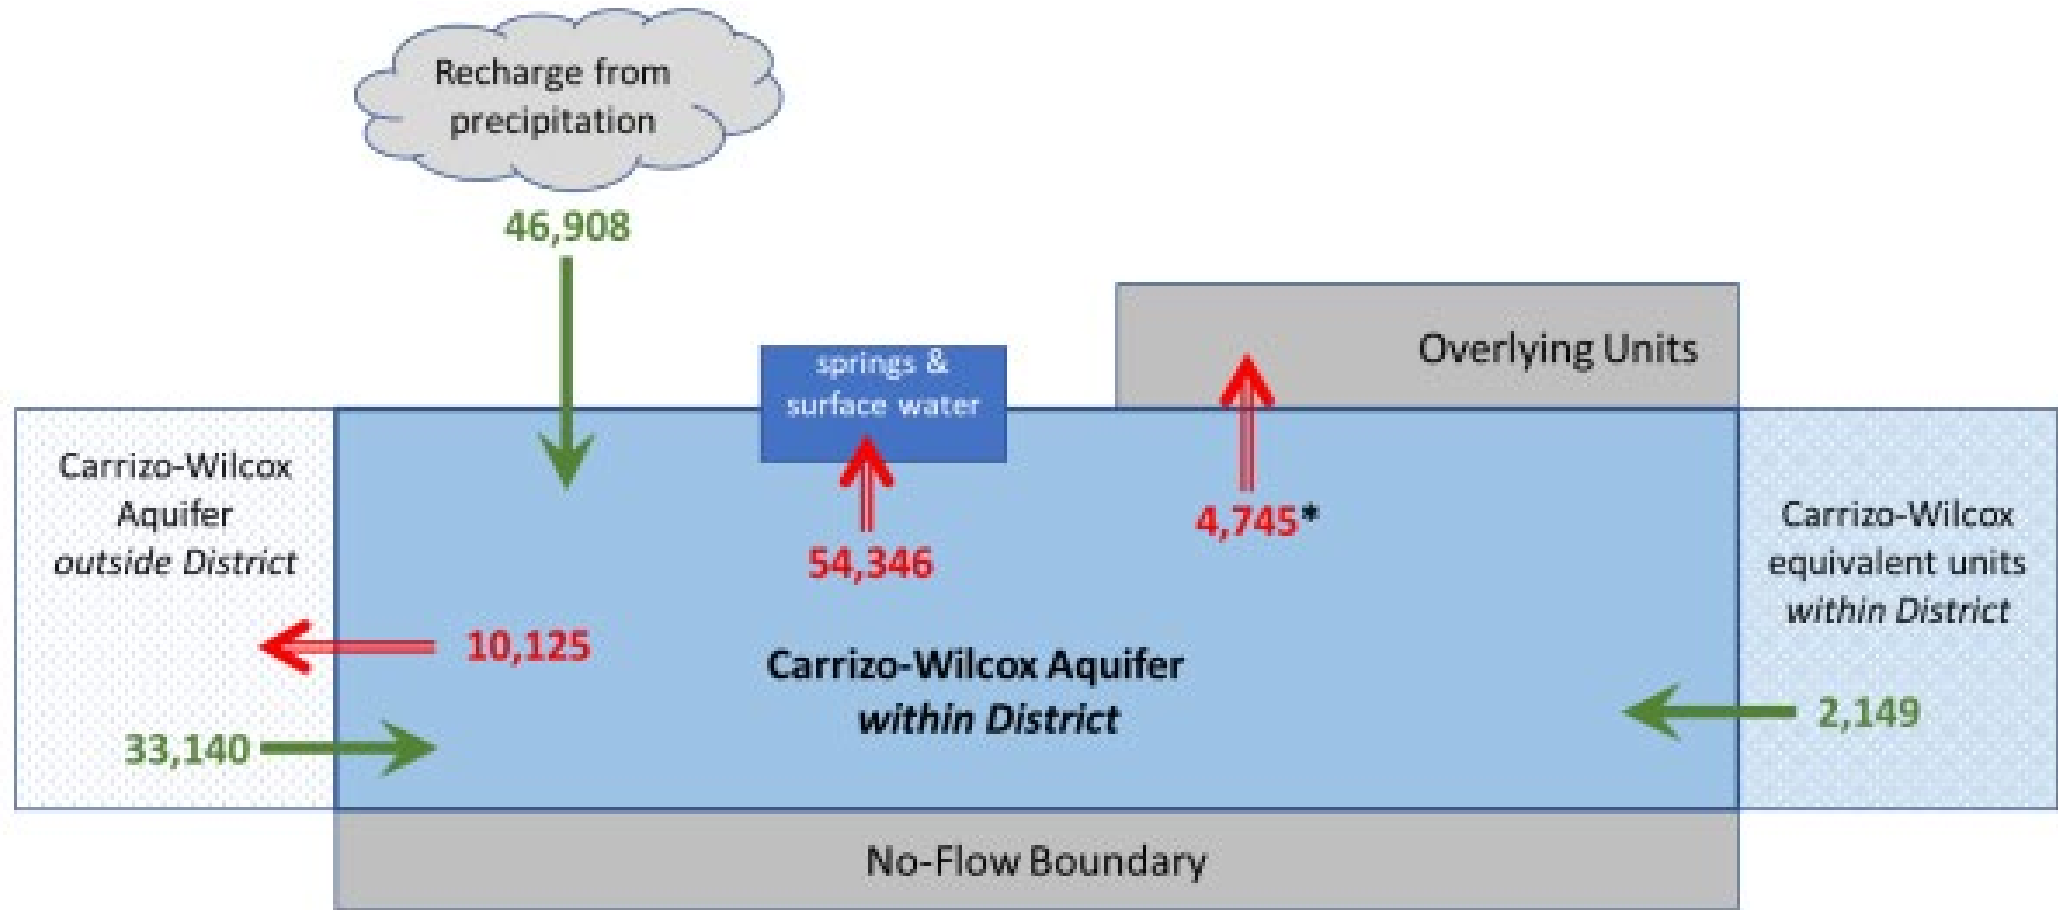 Recharge from
precipitation
46,908
springs &
surface water
Overlying Units
Carrizo-Wilcox
Aquifer
outside District
54,346
4,745*
Carrizo-Wilcox
equivalent units
within District
10,125
Carrizo-Wilcox Aquifer
within District
33,140
2,149
No-Flow Boundary